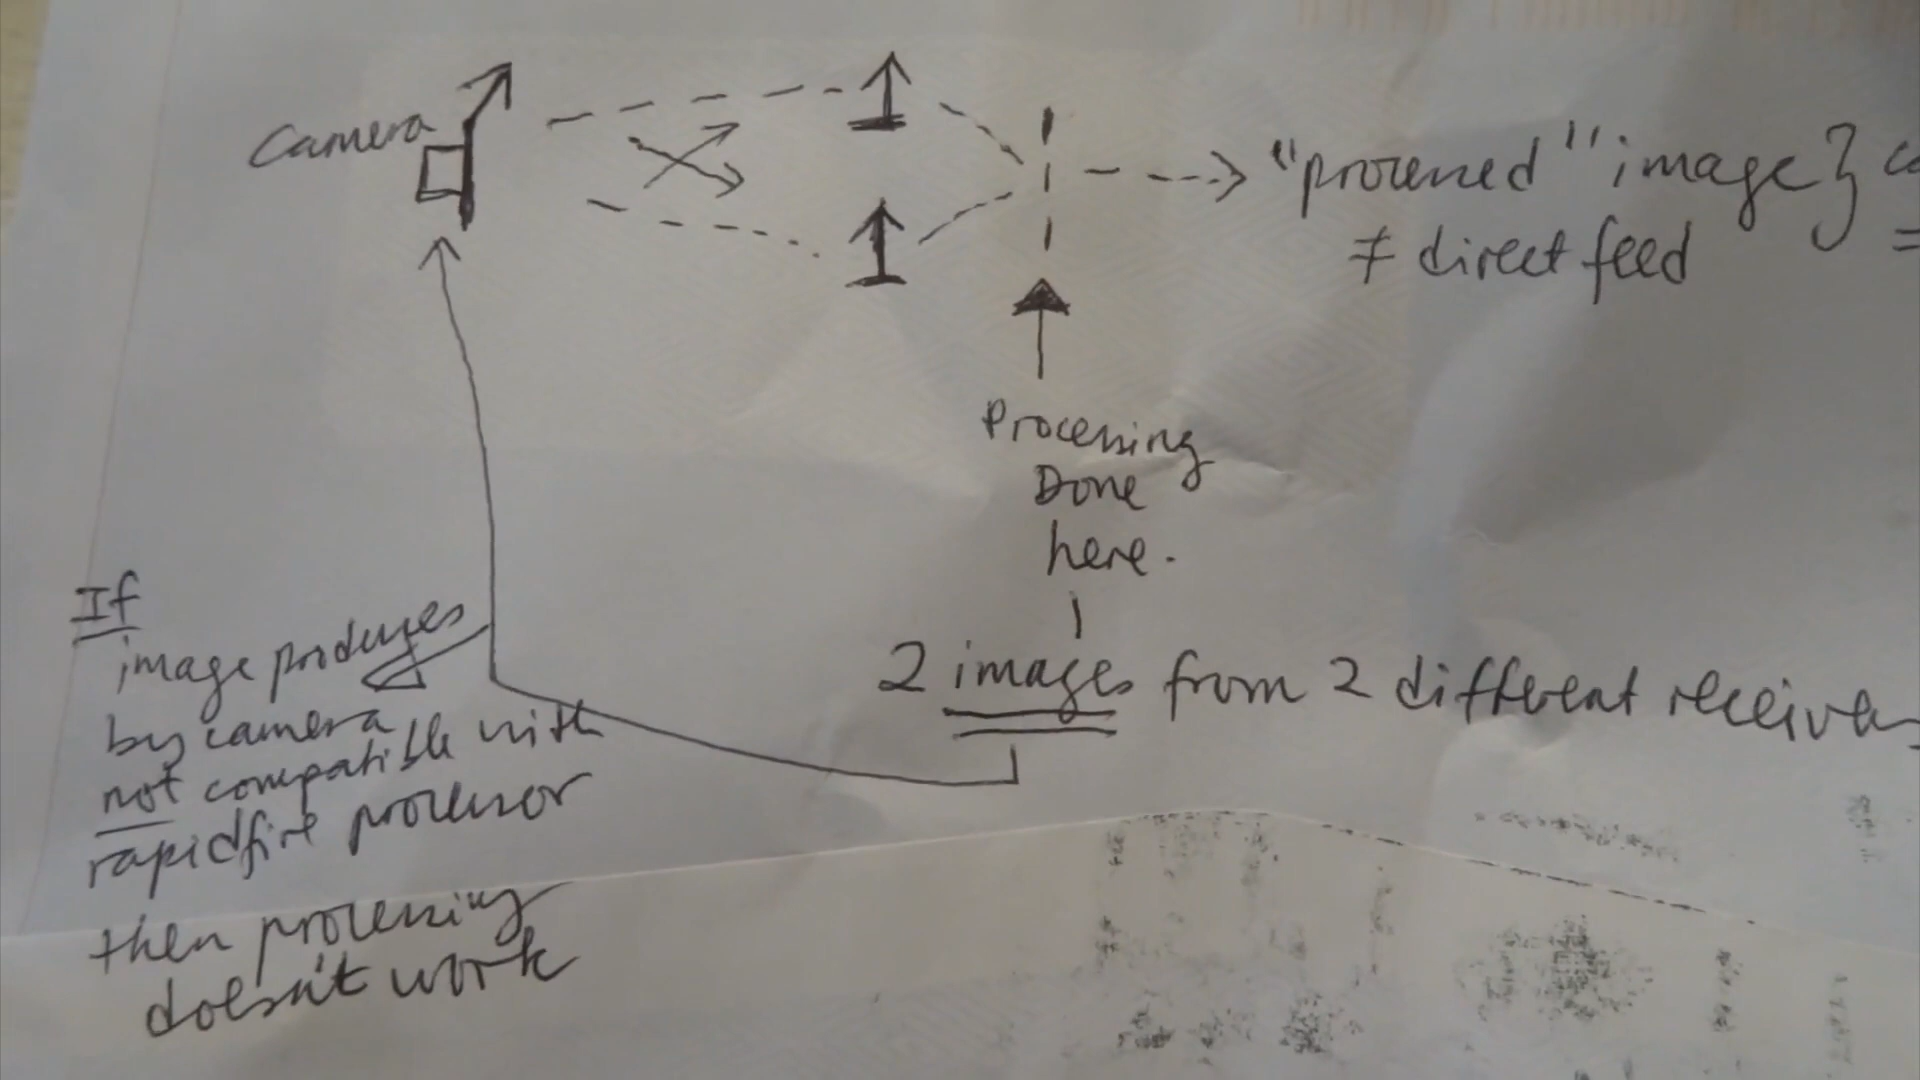 Camera
"processed" image}
≠ direct feed
Processing
Done
here.
2 images from 2 different receiver
If
image produces
by camera
not compatible with
rapidfire processor
then processing
doesn't work